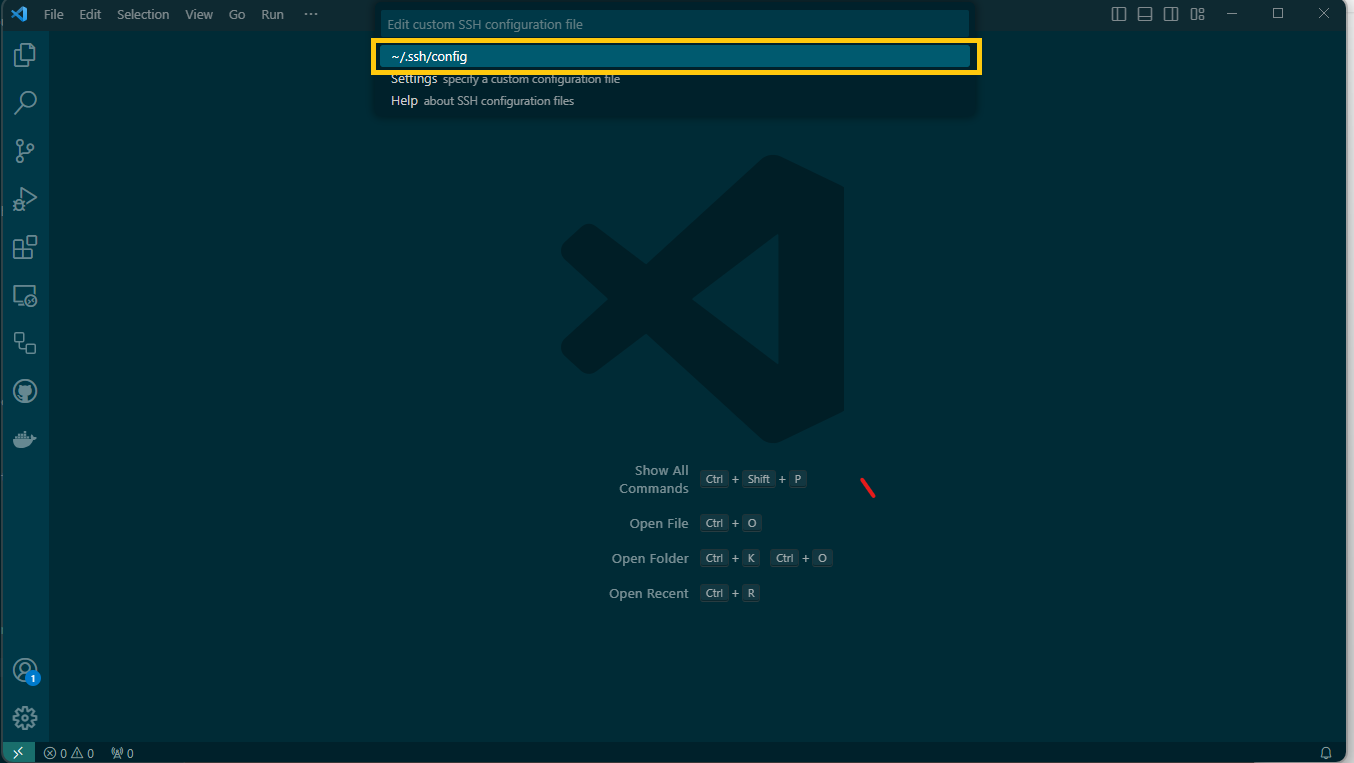 File Edit Selection View Go Run ···
Edit custom SSH configuration file
~/.ssh/config
Settings specify a custom configuration file
Help about SSH configuration files
Show All Commands Ctrl + Shift + P
Open File Ctrl + O
Open Folder Ctrl + K Ctrl + O
Open Recent Ctrl + R
1
0 0 0